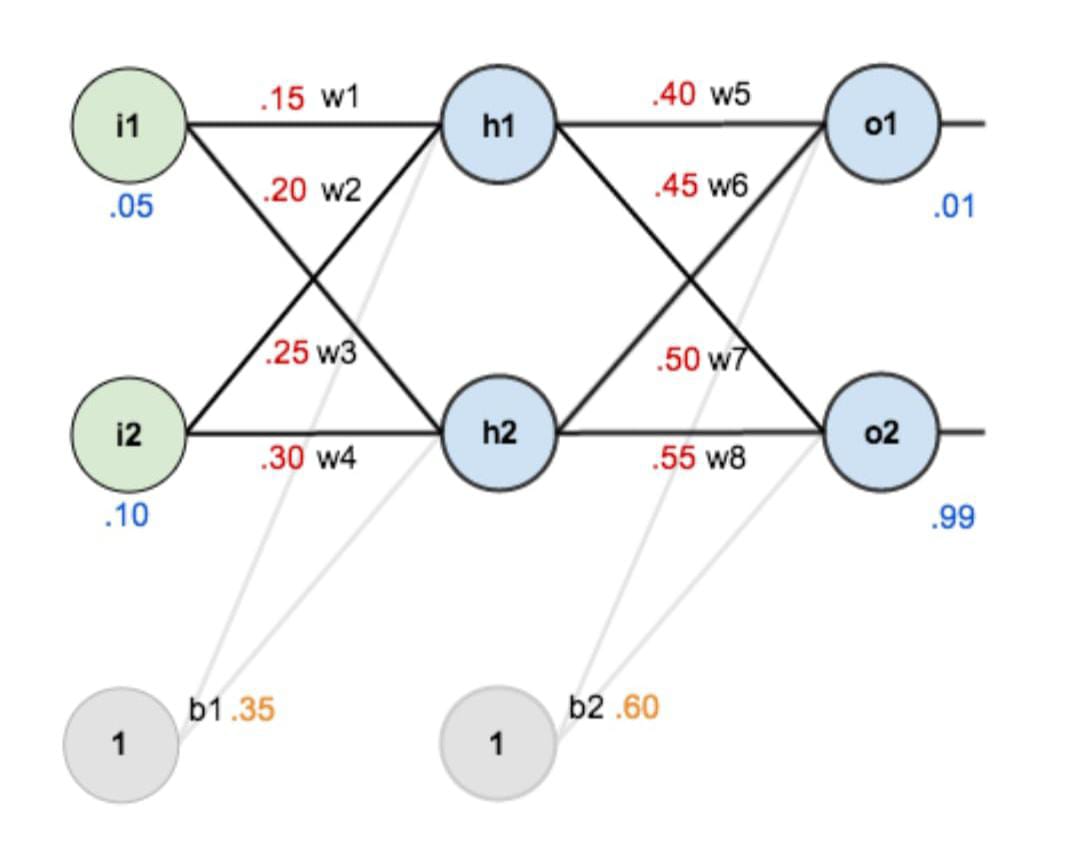 .15 w1
.40 w5
i1
h1
o1
.20 w2
.45 w6
.05
.01
.25 w3
.50 w7
i2
h2
o2
.30 w4
.55 w8
.10
.99
b1 .35
b2 .60
1
1